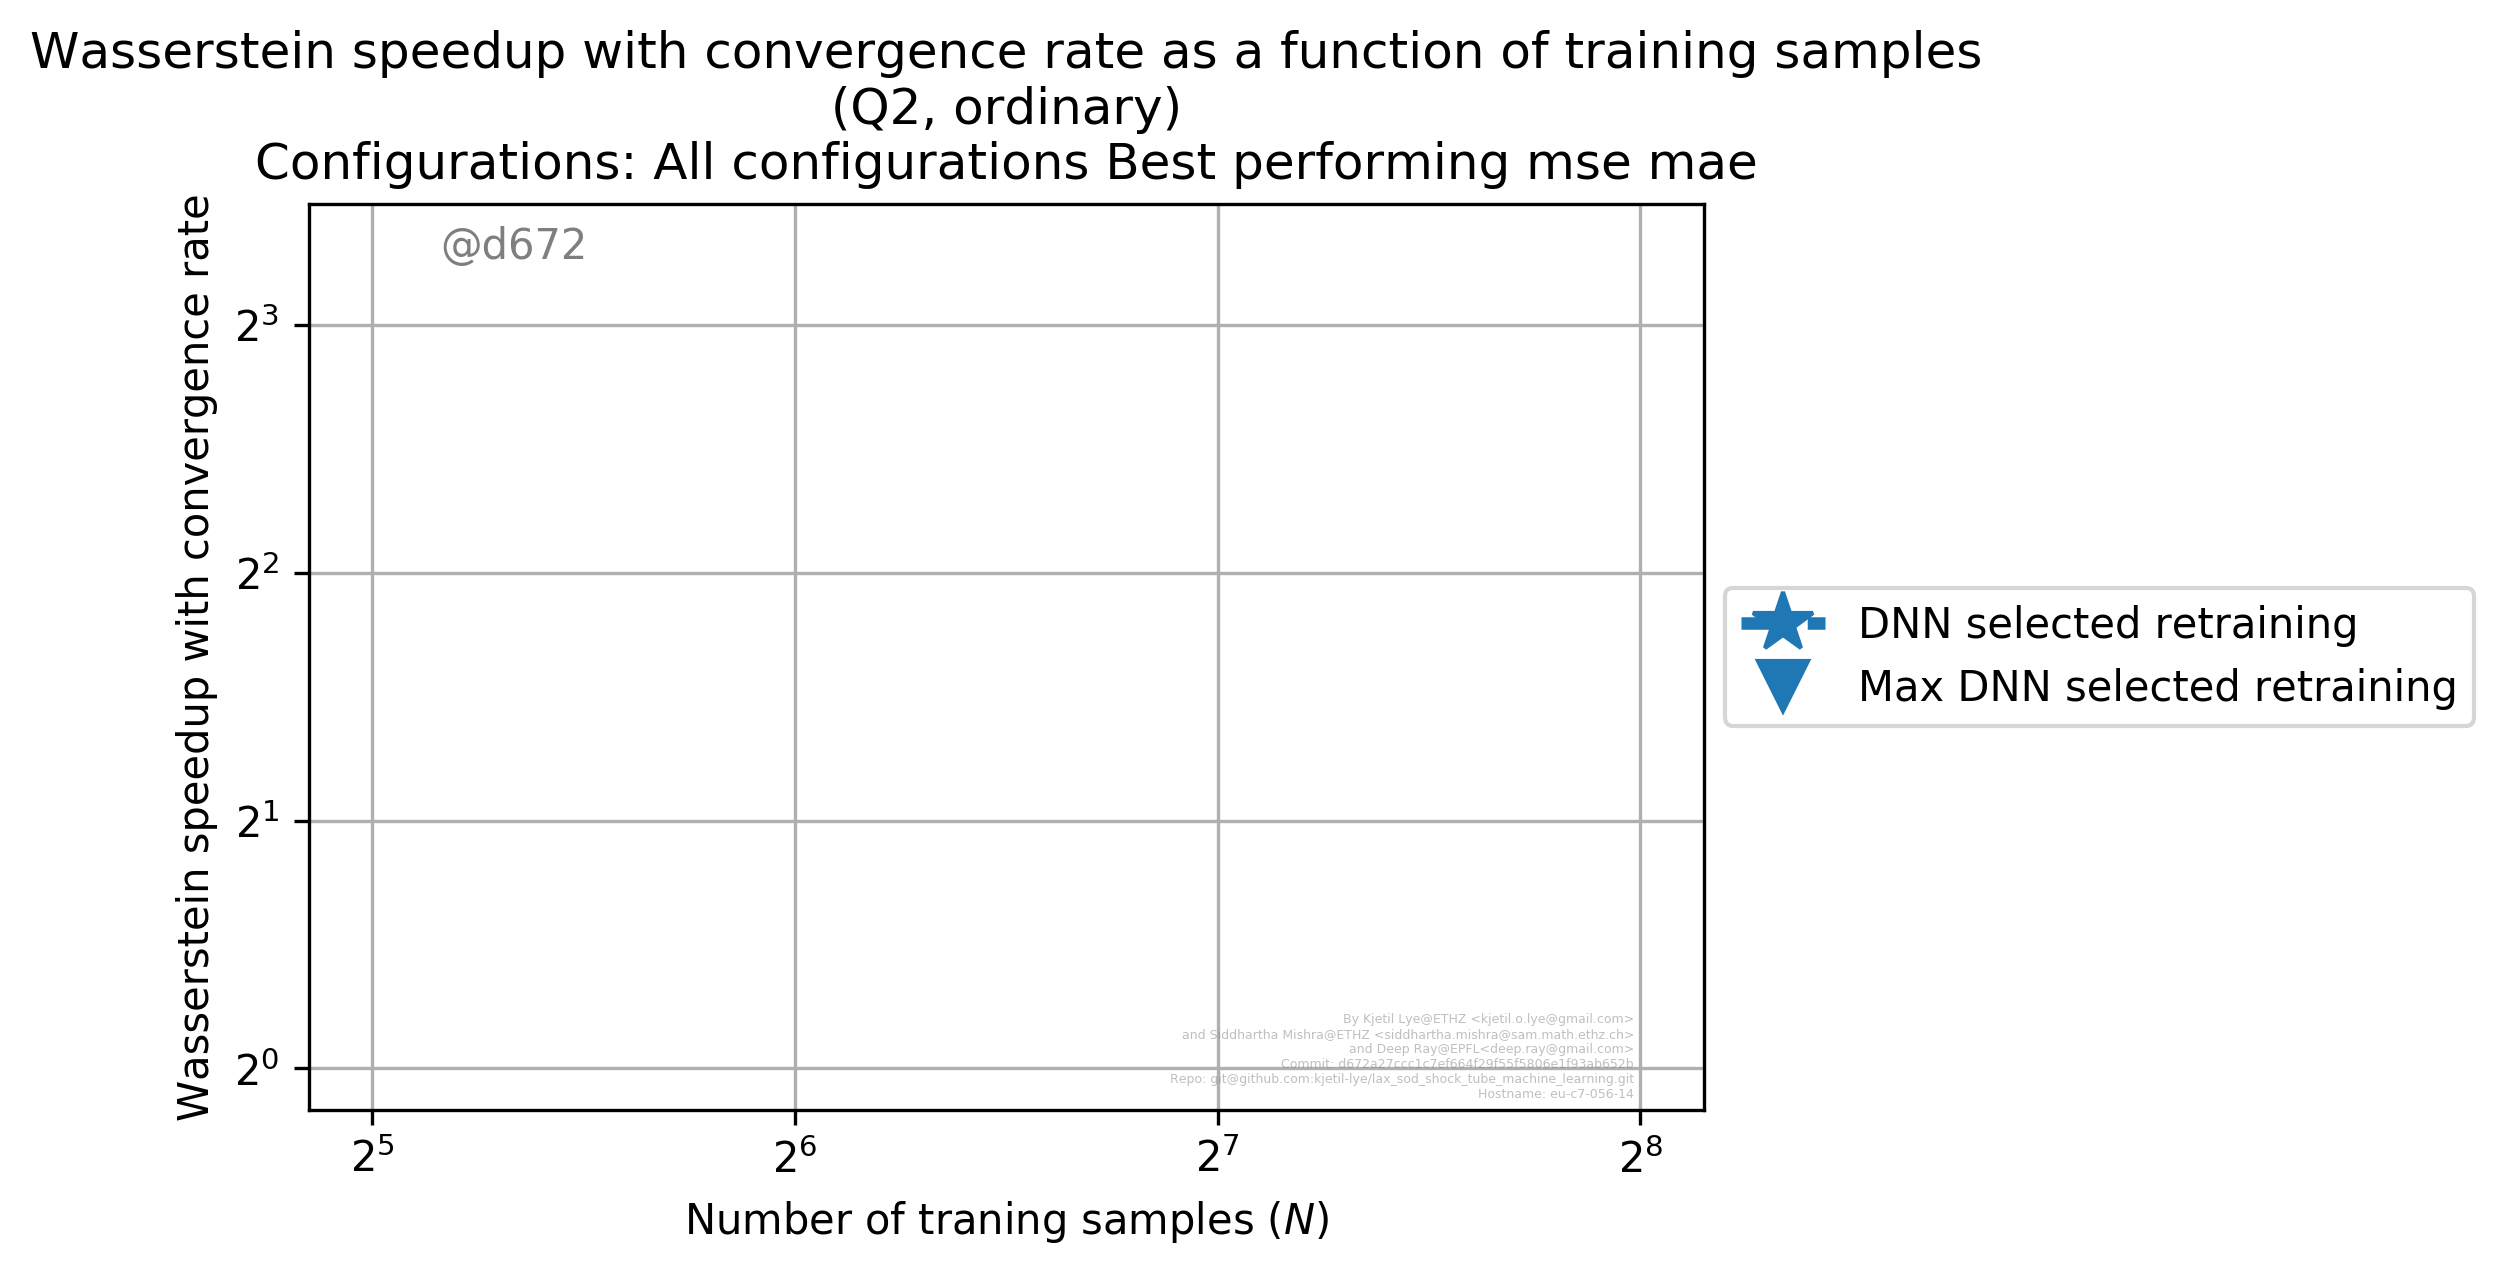 Wasserstein speedup with convergence rate as a function of training samples
(Q2, ordinary)
Configurations: All configurations Best performing mse mae
@d672
Wasserstein speedup with convergence rate
2³
2²
2¹
2⁰
DNN selected retraining
Max DNN selected retraining
By Kjetil Lye@ETHZ <kjetil.o.lye@gmail.com>
and Siddhartha Mishra@ETHZ <siddhartha.mishra@sam.math.ethz.ch>
and Deep Ray@EPFL<deep.ray@gmail.com>
Commit: d672a27ccc1c7ef664f29f55f5806e1f93ab652b
Repo: git@github.com:kjetil-lye/lax_sod_shock_tube_machine_learning.git
Hostname: eu-c7-056-14
2⁵ 2⁶ 2⁷ 2⁸
Number of traning samples (N)